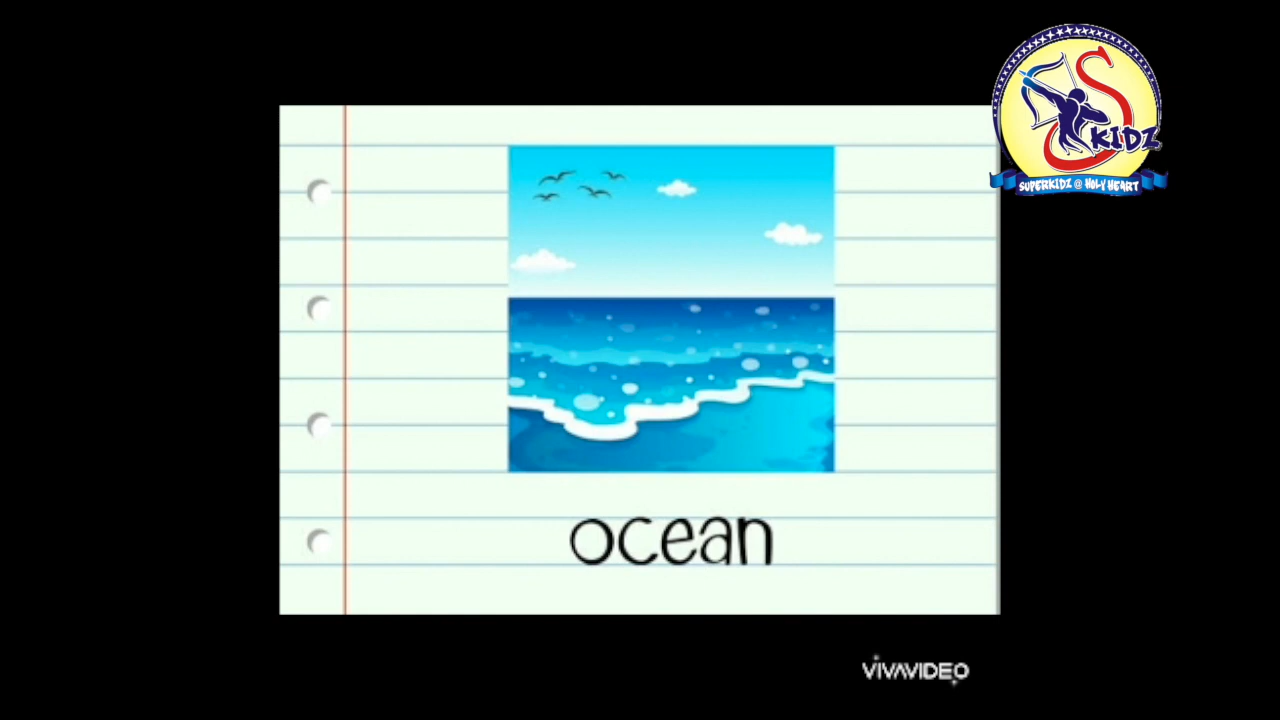 S
KIDZ
SUPERKIDZ @ HOLY HEART
ocean
VIVAVIDEO